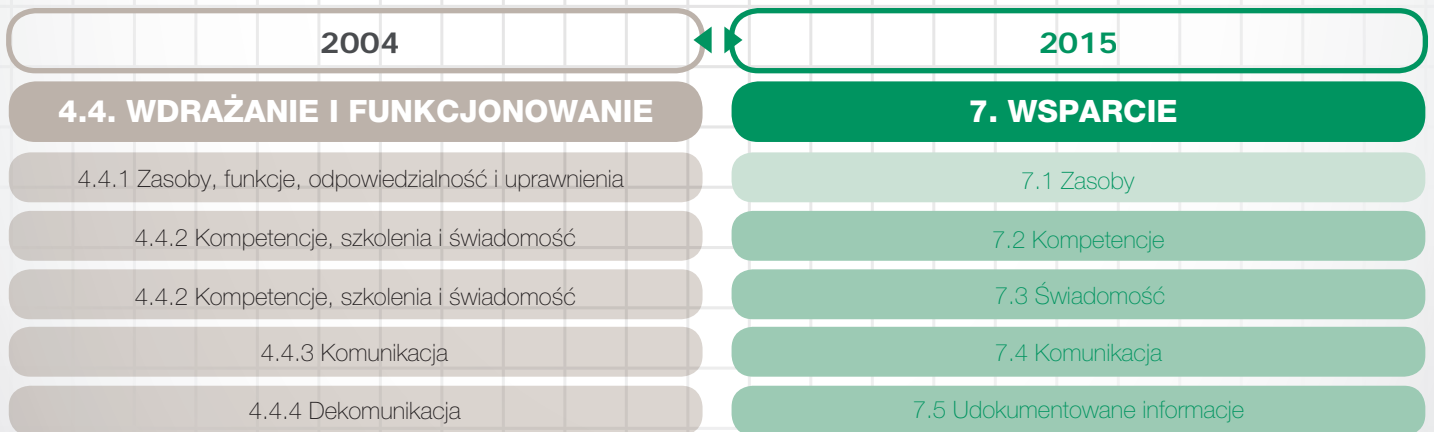 2004
2015
4.4. WDRAŻANIE I FUNKCJONOWANIE
7. WSPARCIE
4.4.1 Zasoby, funkcje, odpowiedzialność i uprawnienia
7.1 Zasoby
4.4.2 Kompetencje, szkolenia i świadomość
7.2 Kompetencje
4.4.2 Kompetencje, szkolenia i świadomość
7.3 Świadomość
4.4.3 Komunikacja
7.4 Komunikacja
4.4.4 Dekomunikacja
7.5 Udokumentowane informacje